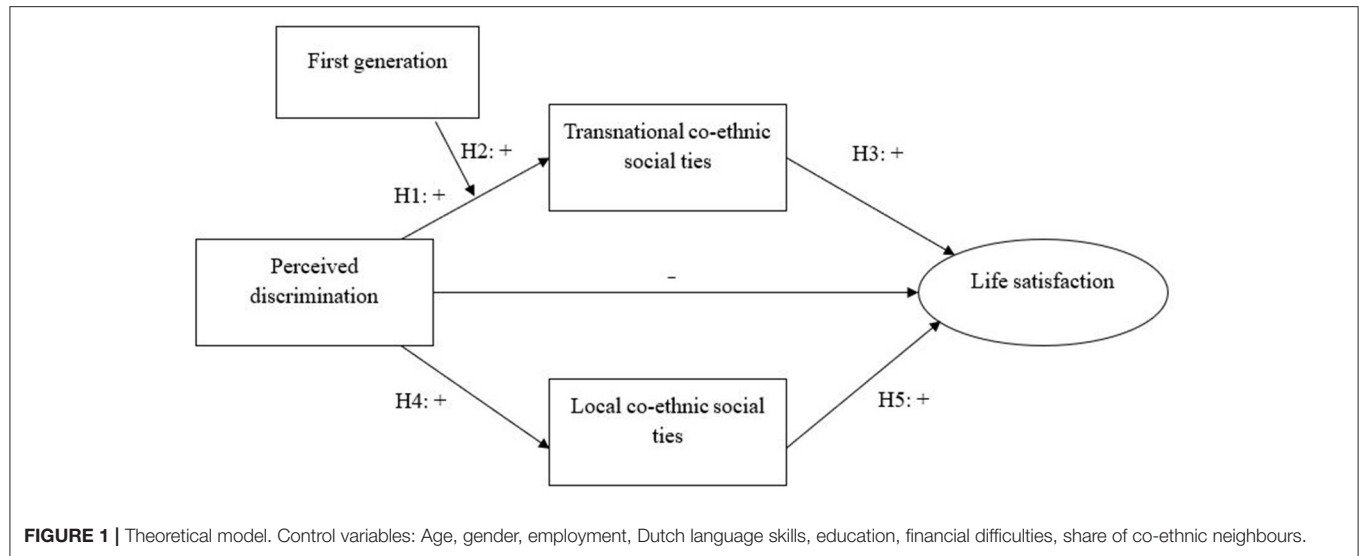 First generation
Transnational co-ethnic
social ties
H2: +
H3: +
H1: +
Perceived
discrimination
-
Life satisfaction
H4: +
Local co-ethnic social
ties
H5: +
FIGURE 1 | Theoretical model. Control variables: Age, gender, employment, Dutch language skills, education, financial difficulties, share of co-ethnic neighbours.